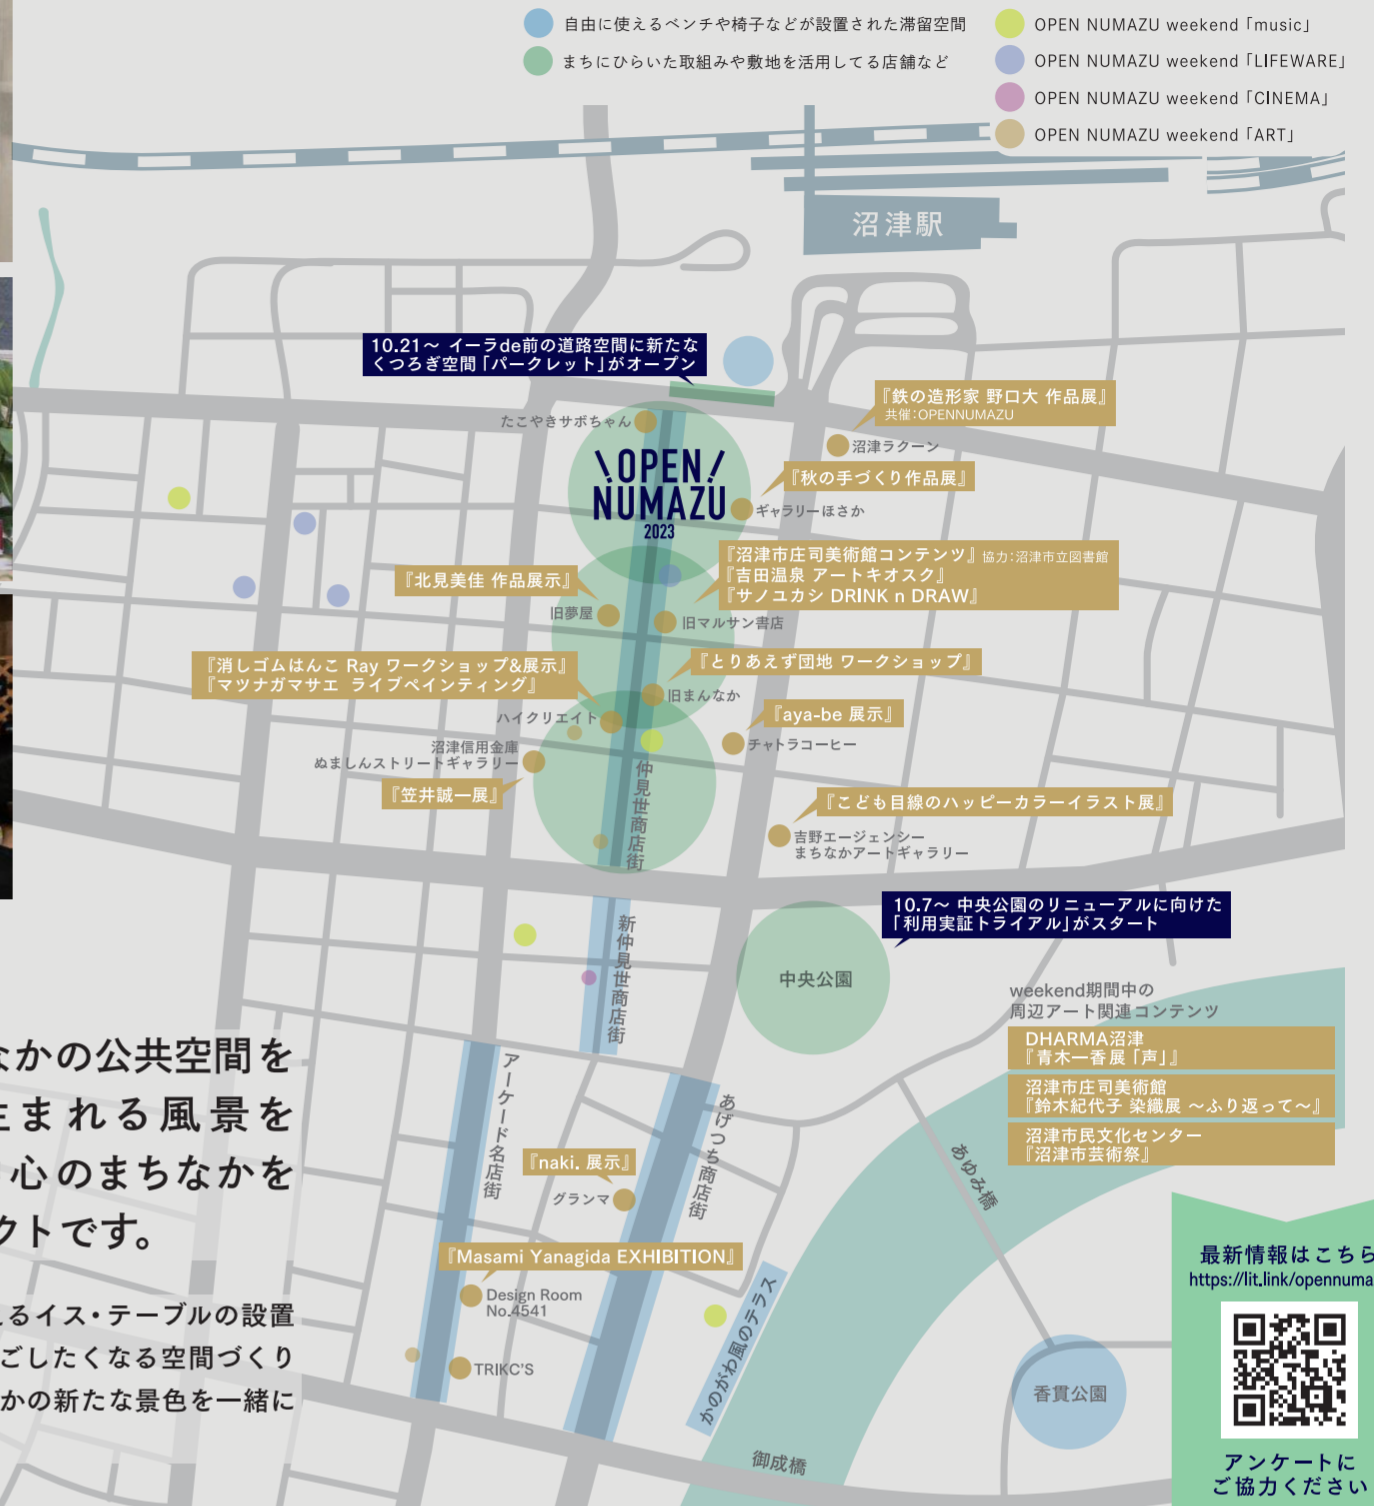 自由に使えるベンチや椅子などが設置された滞留空間
まちにひらいた取組みや敷地を活用してる店舗など
OPEN NUMAZU weekend「music」
OPEN NUMAZU weekend「LIFEWARE」
OPEN NUMAZU weekend「CINEMA」
OPEN NUMAZU weekend「ART」
沼津駅
10.21〜 イーラde前の道路空間に新たな
くつろぎ空間「パークレット」がオープン
『鉄の造形家 野口大 作品展』
共催:OPENNUMAZU
たこやきサボちゃん
沼津ラクーン
\OPEN/
NUMAZU
2023
『秋の手づくり作品展』
ギャラリーほさか
『沼津市庄司美術館コンテンツ』協力:沼津市立図書館
『吉田温泉 アートキオスク』
『サノユカシ DRINK n DRAW』
『北見美佳 作品展示』
旧夢屋
旧マルサン書店
『消しゴムはんこ Ray ワークショップ&展示』
『マツナガマサエ ライブペインティング』
『とりあえず団地 ワークショップ』
旧まんなか
ハイクリエイト
『aya-be 展示』
チャトラコーヒー
沼津信用金庫
ぬましんストリートギャラリー
『笠井誠一展』
仲見世商店街
『こども目線のハッピーカラーイラスト展』
吉野エージェンシー
まちなかアートギャラリー
10.7〜 中央公園のリニューアルに向けた
「利用実証トライアル」がスタート
新仲見世商店街
中央公園
weekend期間中の
周辺アート関連コンテンツ
DHARMA沼津
『青木一香展「声」』
沼津市庄司美術館
『鈴木紀代子 染織展 〜ふり返って〜』
沼津市民文化センター
『沼津市芸術祭』
なかの公共空間を
生まれる風景を
心のまちなかを
クトです。
アーケード名店街
あげつち商店街
あゆみ橋
『naki. 展示』
グランマ
『Masami Yanagida EXHIBITION』
Design Room
No.4541
TRIKC'S
かのがわ風のテラス
えるイス・テーブルの設置
ごしたくなる空間づくり
かの新たな景色を一緒に
香貫公園
御成橋
最新情報はこちら
https://lit.link/opennuma
アンケートに
ご協力ください